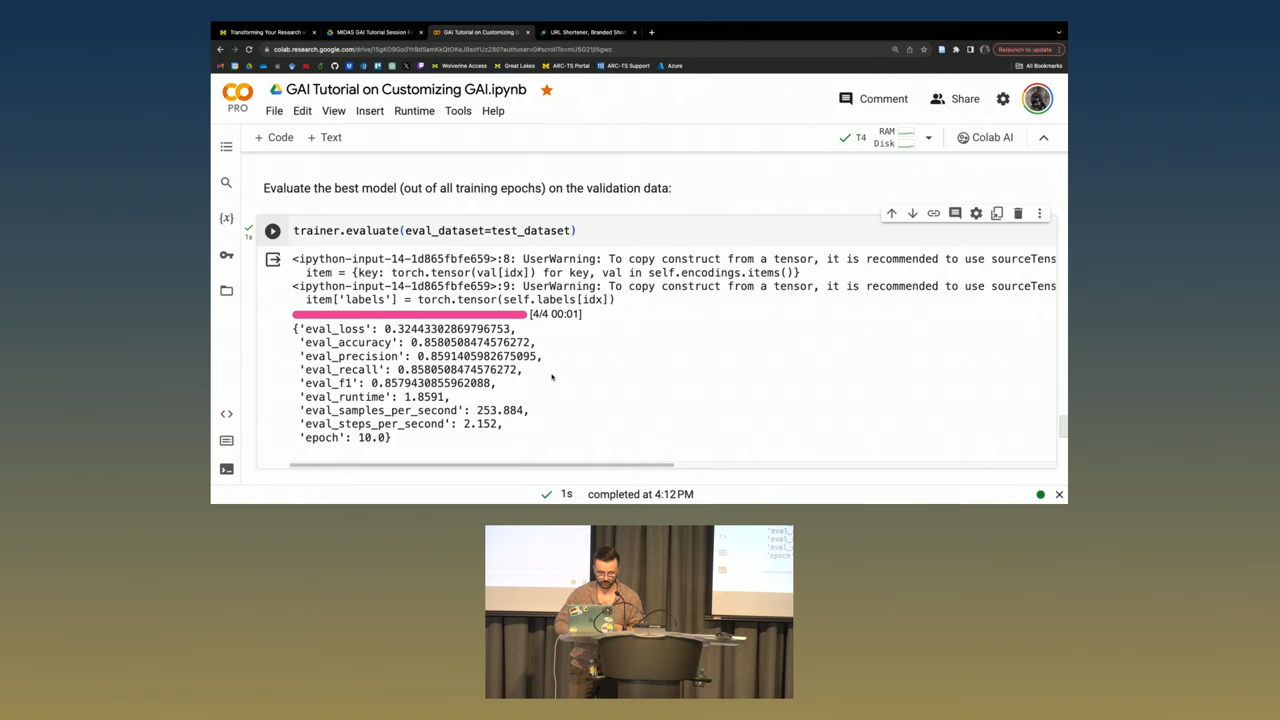 Transforming Your Research w
MIDAS GAI Tutorial Session F
GAI Tutorial on Customizing G
URL Shortener, Branded Shor
Relaunch to update
Wolverine Access
Great Lakes
ARC-TS Portal
ARC-TS Support
Azure
All Bookmarks
CO
PRO
GAI Tutorial on Customizing GAI.ipynb
File Edit View Insert Runtime Tools Help
Comment
Share
+ Code + Text
T4
RAM
Disk
Colab AI
Evaluate the best model (out of all training epochs) on the validation data:
1s
trainer.evaluate(eval_dataset=test_dataset)
<ipython-input-14-1d865fbfe659>:8: UserWarning: To copy construct from a tensor, it is recommended to use sourceTens
item = {key: torch.tensor(val[idx]) for key, val in self.encodings.items()}
<ipython-input-14-1d865fbfe659>:9: UserWarning: To copy construct from a tensor, it is recommended to use sourceTens
item['labels'] = torch.tensor(self.labels[idx])
[4/4 00:01]
{'eval_loss': 0.32443302869796753,
'eval_accuracy': 0.8580508474576272,
'eval_precision': 0.8591405982675095,
'eval_recall': 0.8580508474576272,
'eval_f1': 0.8579430855962088,
'eval_runtime': 1.8591,
'eval_samples_per_second': 253.884,
'eval_steps_per_second': 2.152,
'epoch': 10.0}
1s completed at 4:12 PM